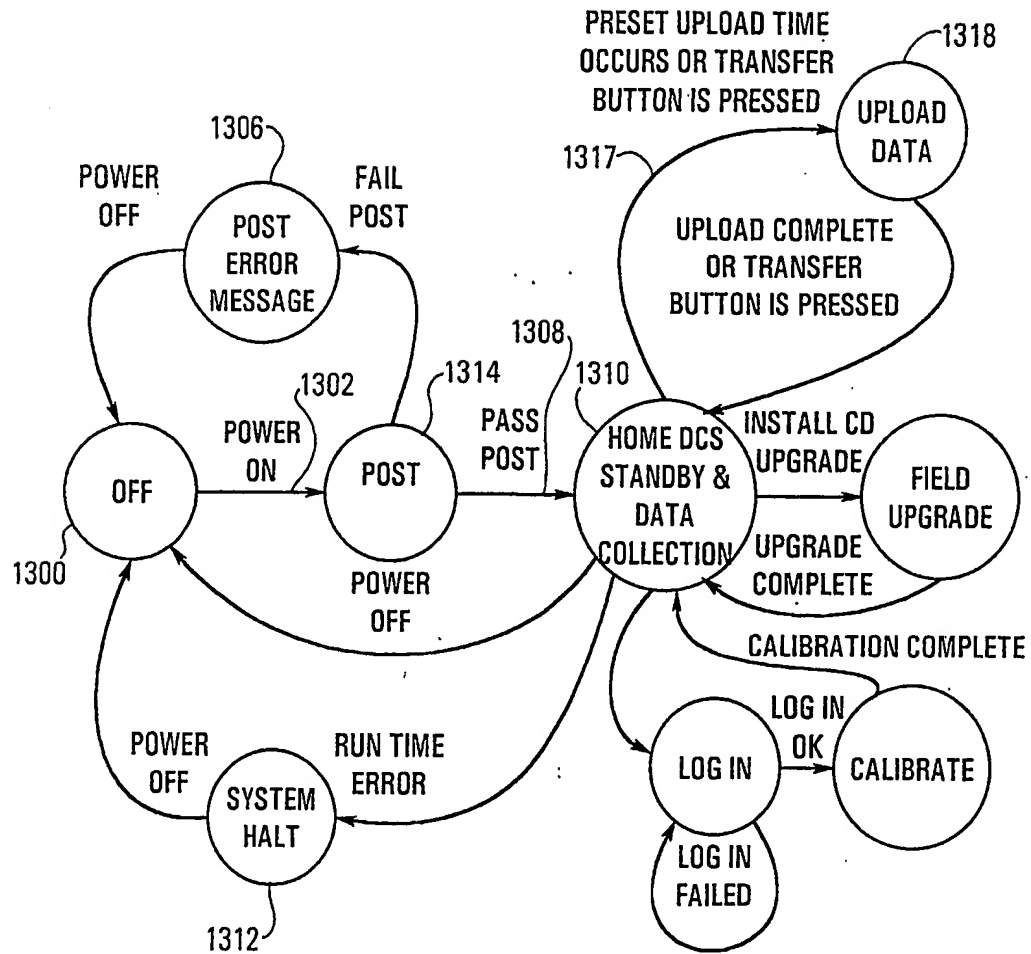 PRESET UPLOAD TIME
OCCURS OR TRANSFER
BUTTON IS PRESSED
1318
UPLOAD
DATA
1317
UPLOAD COMPLETE
OR TRANSFER
BUTTON IS PRESSED
1306
POWER
OFF
FAIL
POST
POST
ERROR
MESSAGE
1308
1310
1314
1302
POWER
ON
PASS
POST
OFF
POST
HOME DCS
STANDBY &
DATA
COLLECTION
INSTALL CD
UPGRADE
FIELD
UPGRADE
UPGRADE
COMPLETE
1300
POWER
OFF
CALIBRATION COMPLETE
LOG IN
OK
LOG IN
CALIBRATE
LOG IN
FAILED
POWER
OFF
RUN TIME
ERROR
SYSTEM
HALT
1312